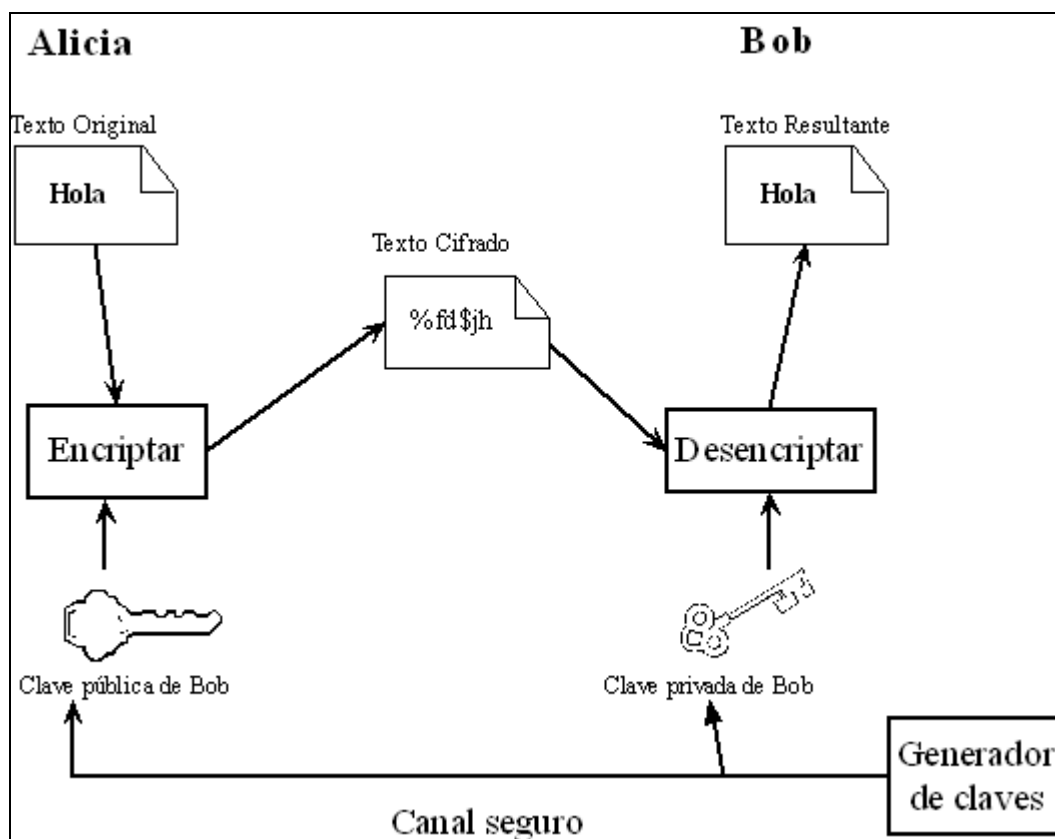 Alicia
Bob
Texto Original
Texto Resultante
Hola
Hola
Texto Cifrado
%fd$jh
Encriptar
Desencriptar
Clave pública de Bob
Clave privada de Bob
Generador
de claves
Canal seguro